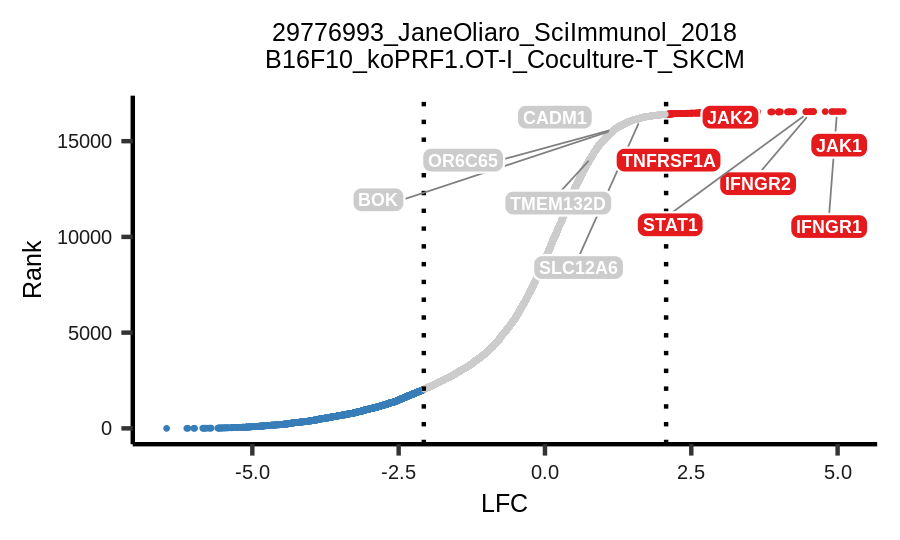 29776993_JaneOliaro_SciImmunol_2018
B16F10_koPRF1.OT-I_Coculture-T_SKCM
Rank
15000
10000
5000
0
CADM1
JAK2
JAK1
OR6C65
TNFRSF1A
IFNGR2
BOK
TMEM132D
STAT1
IFNGR1
SLC12A6
-5.0
-2.5
0.0
2.5
5.0
LFC